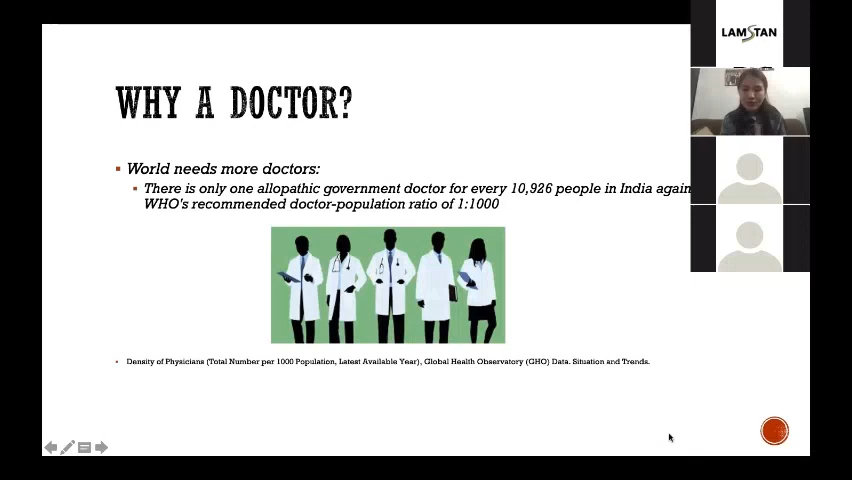 LAMSTAN
WHY A DOCTOR?
World needs more doctors:
There is only one allopathic government doctor for every 10,926 people in India again
WHO's recommended doctor-population ratio of 1:1000
Density of Physicians (Total Number per 1000 Population, Latest Available Year), Global Health Observatory (GHO) Data. Situation and Trends.